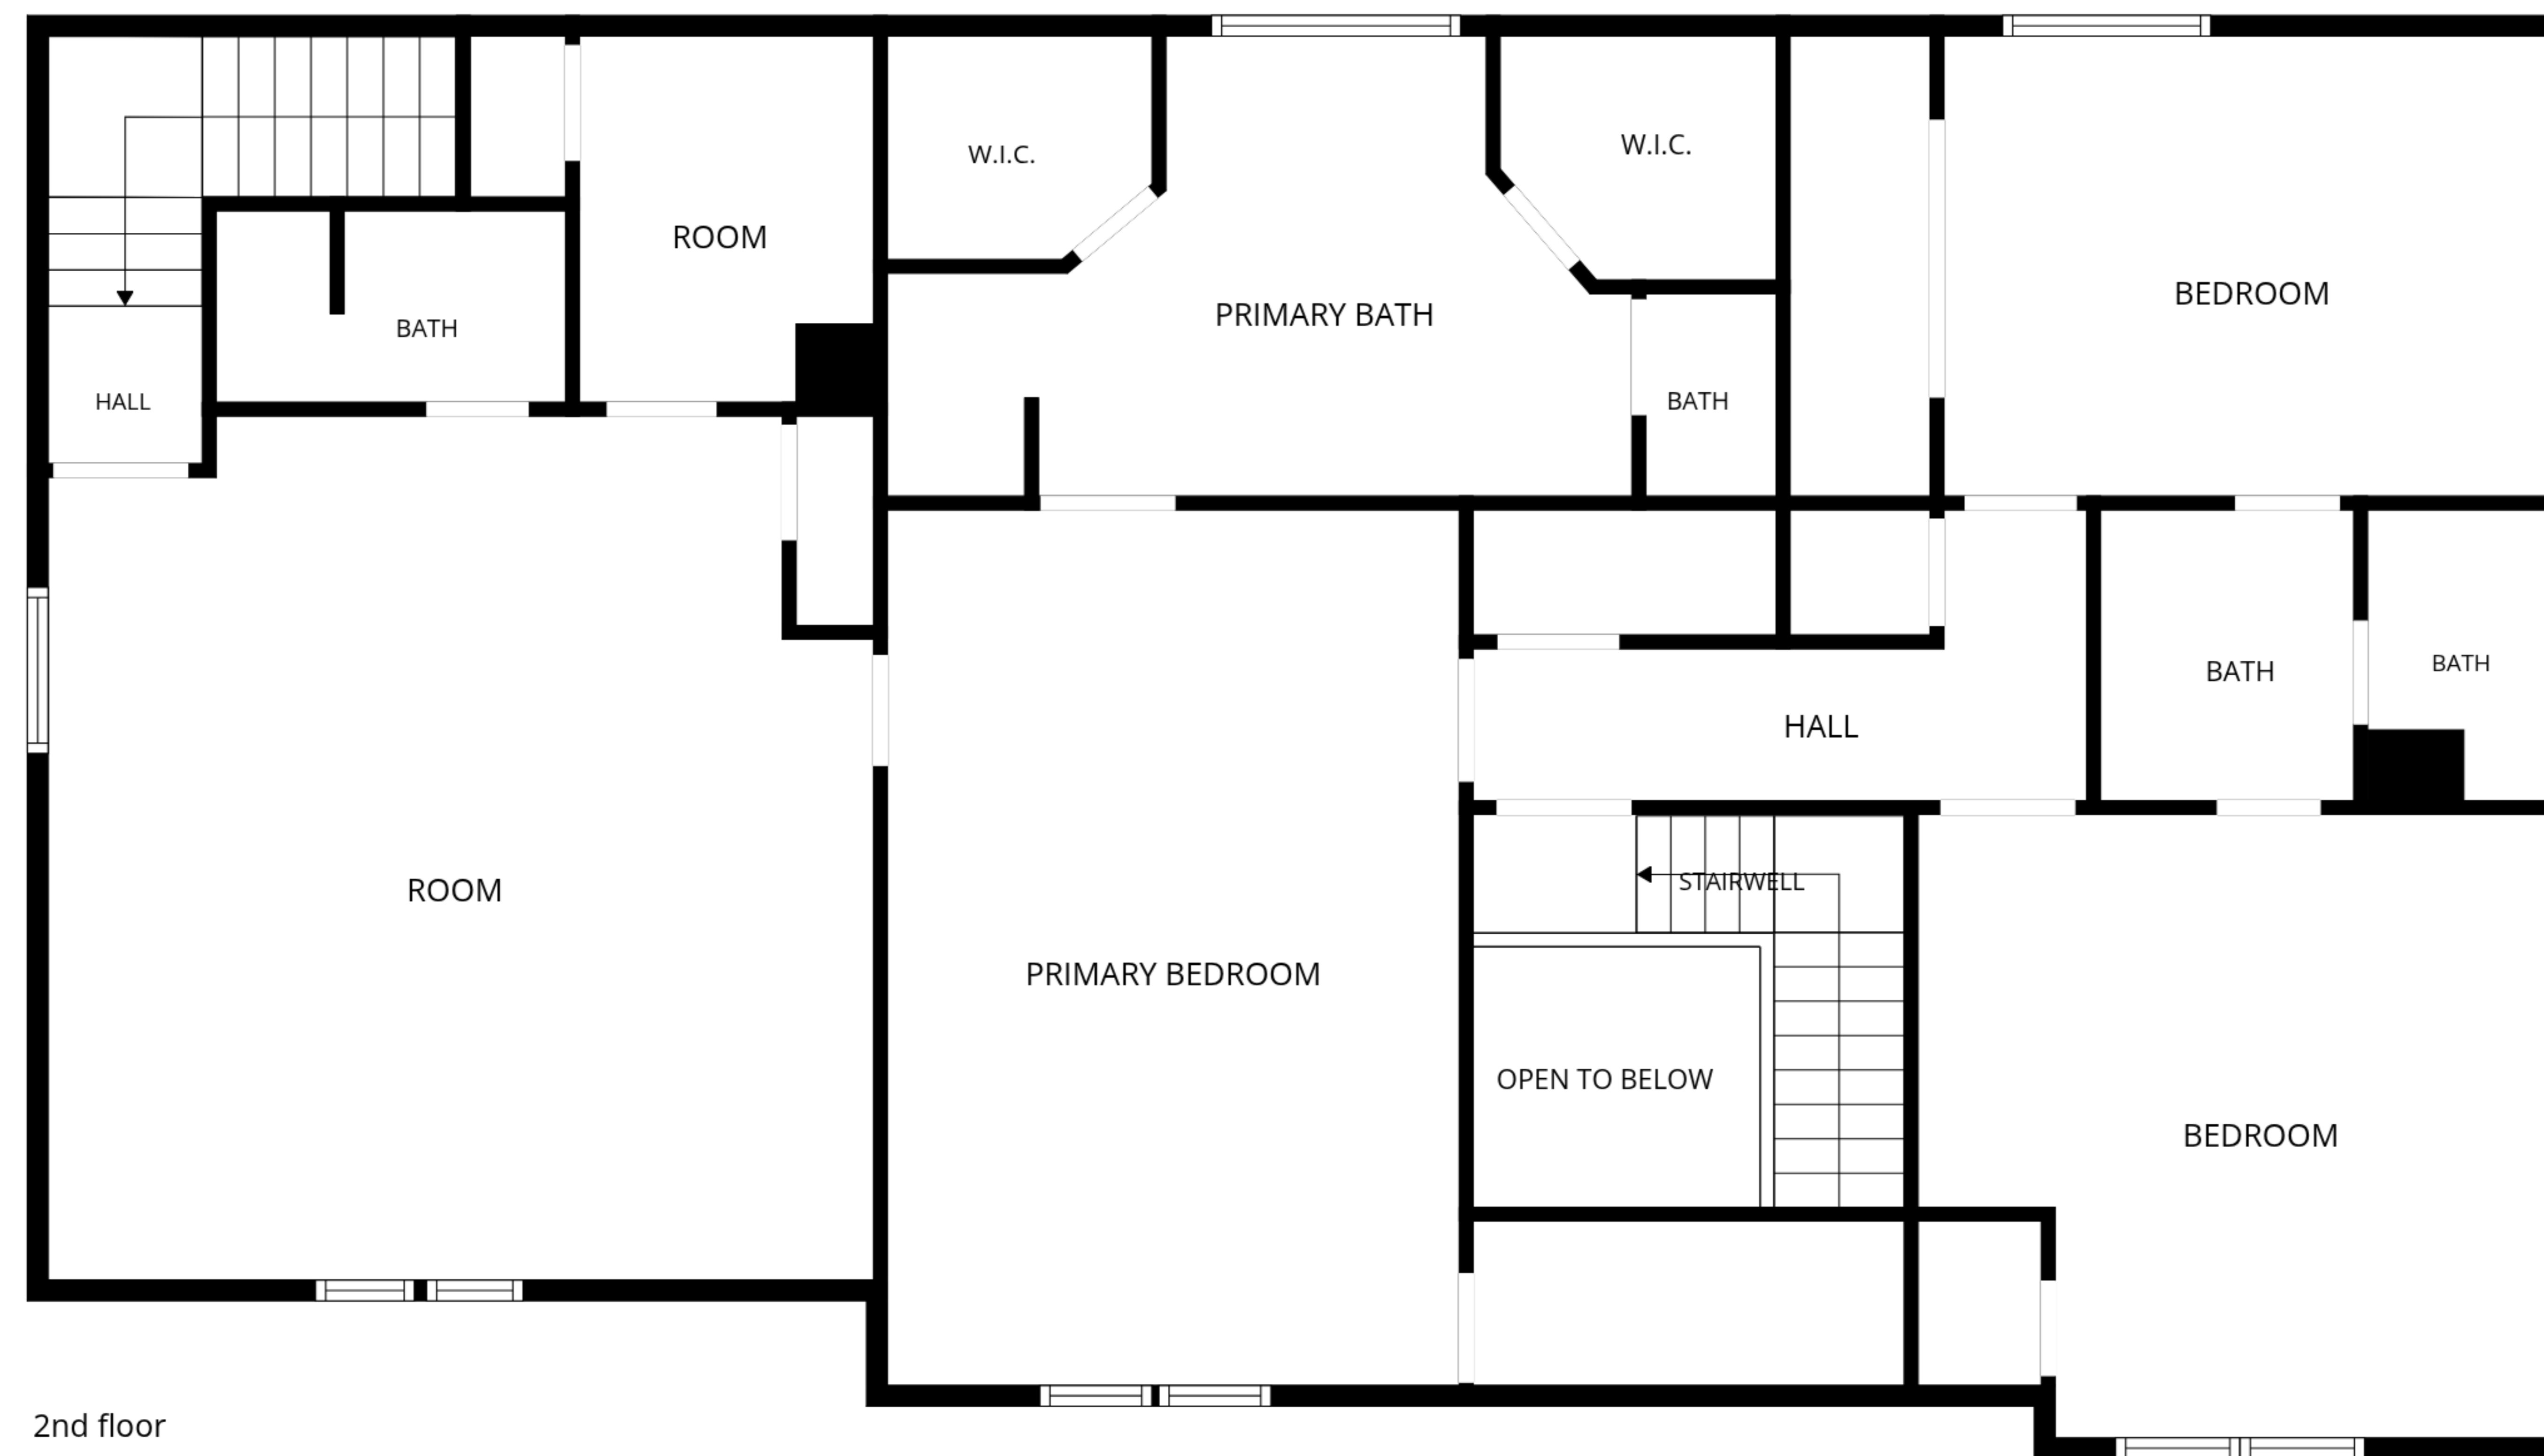 W.I.C.
W.I.C.
ROOM
BEDROOM
PRIMARY BATH
BATH
HALL
BATH
BATH
BATH
HALL
STAIRWELL
ROOM
PRIMARY BEDROOM
OPEN TO BELOW
BEDROOM
2nd floor